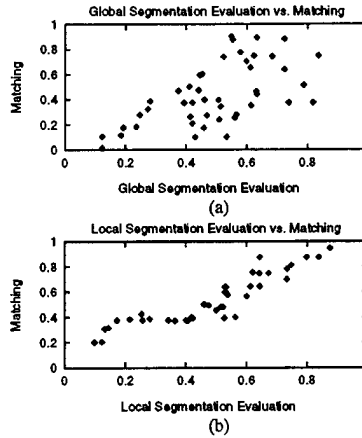 Global Segmentation Evaluation vs. Matching
1
0.8
0.6
0.4
0.2
0
Matching
0 0.2 0.4 0.6 0.8 1
Global Segmentation Evaluation
(a)
Local Segmentation Evaluation vs. Matching
1
0.8
0.6
0.4
0.2
0
Matching
0 0.2 0.4 0.6 0.8 1
Local Segmentation Evaluation
(b)